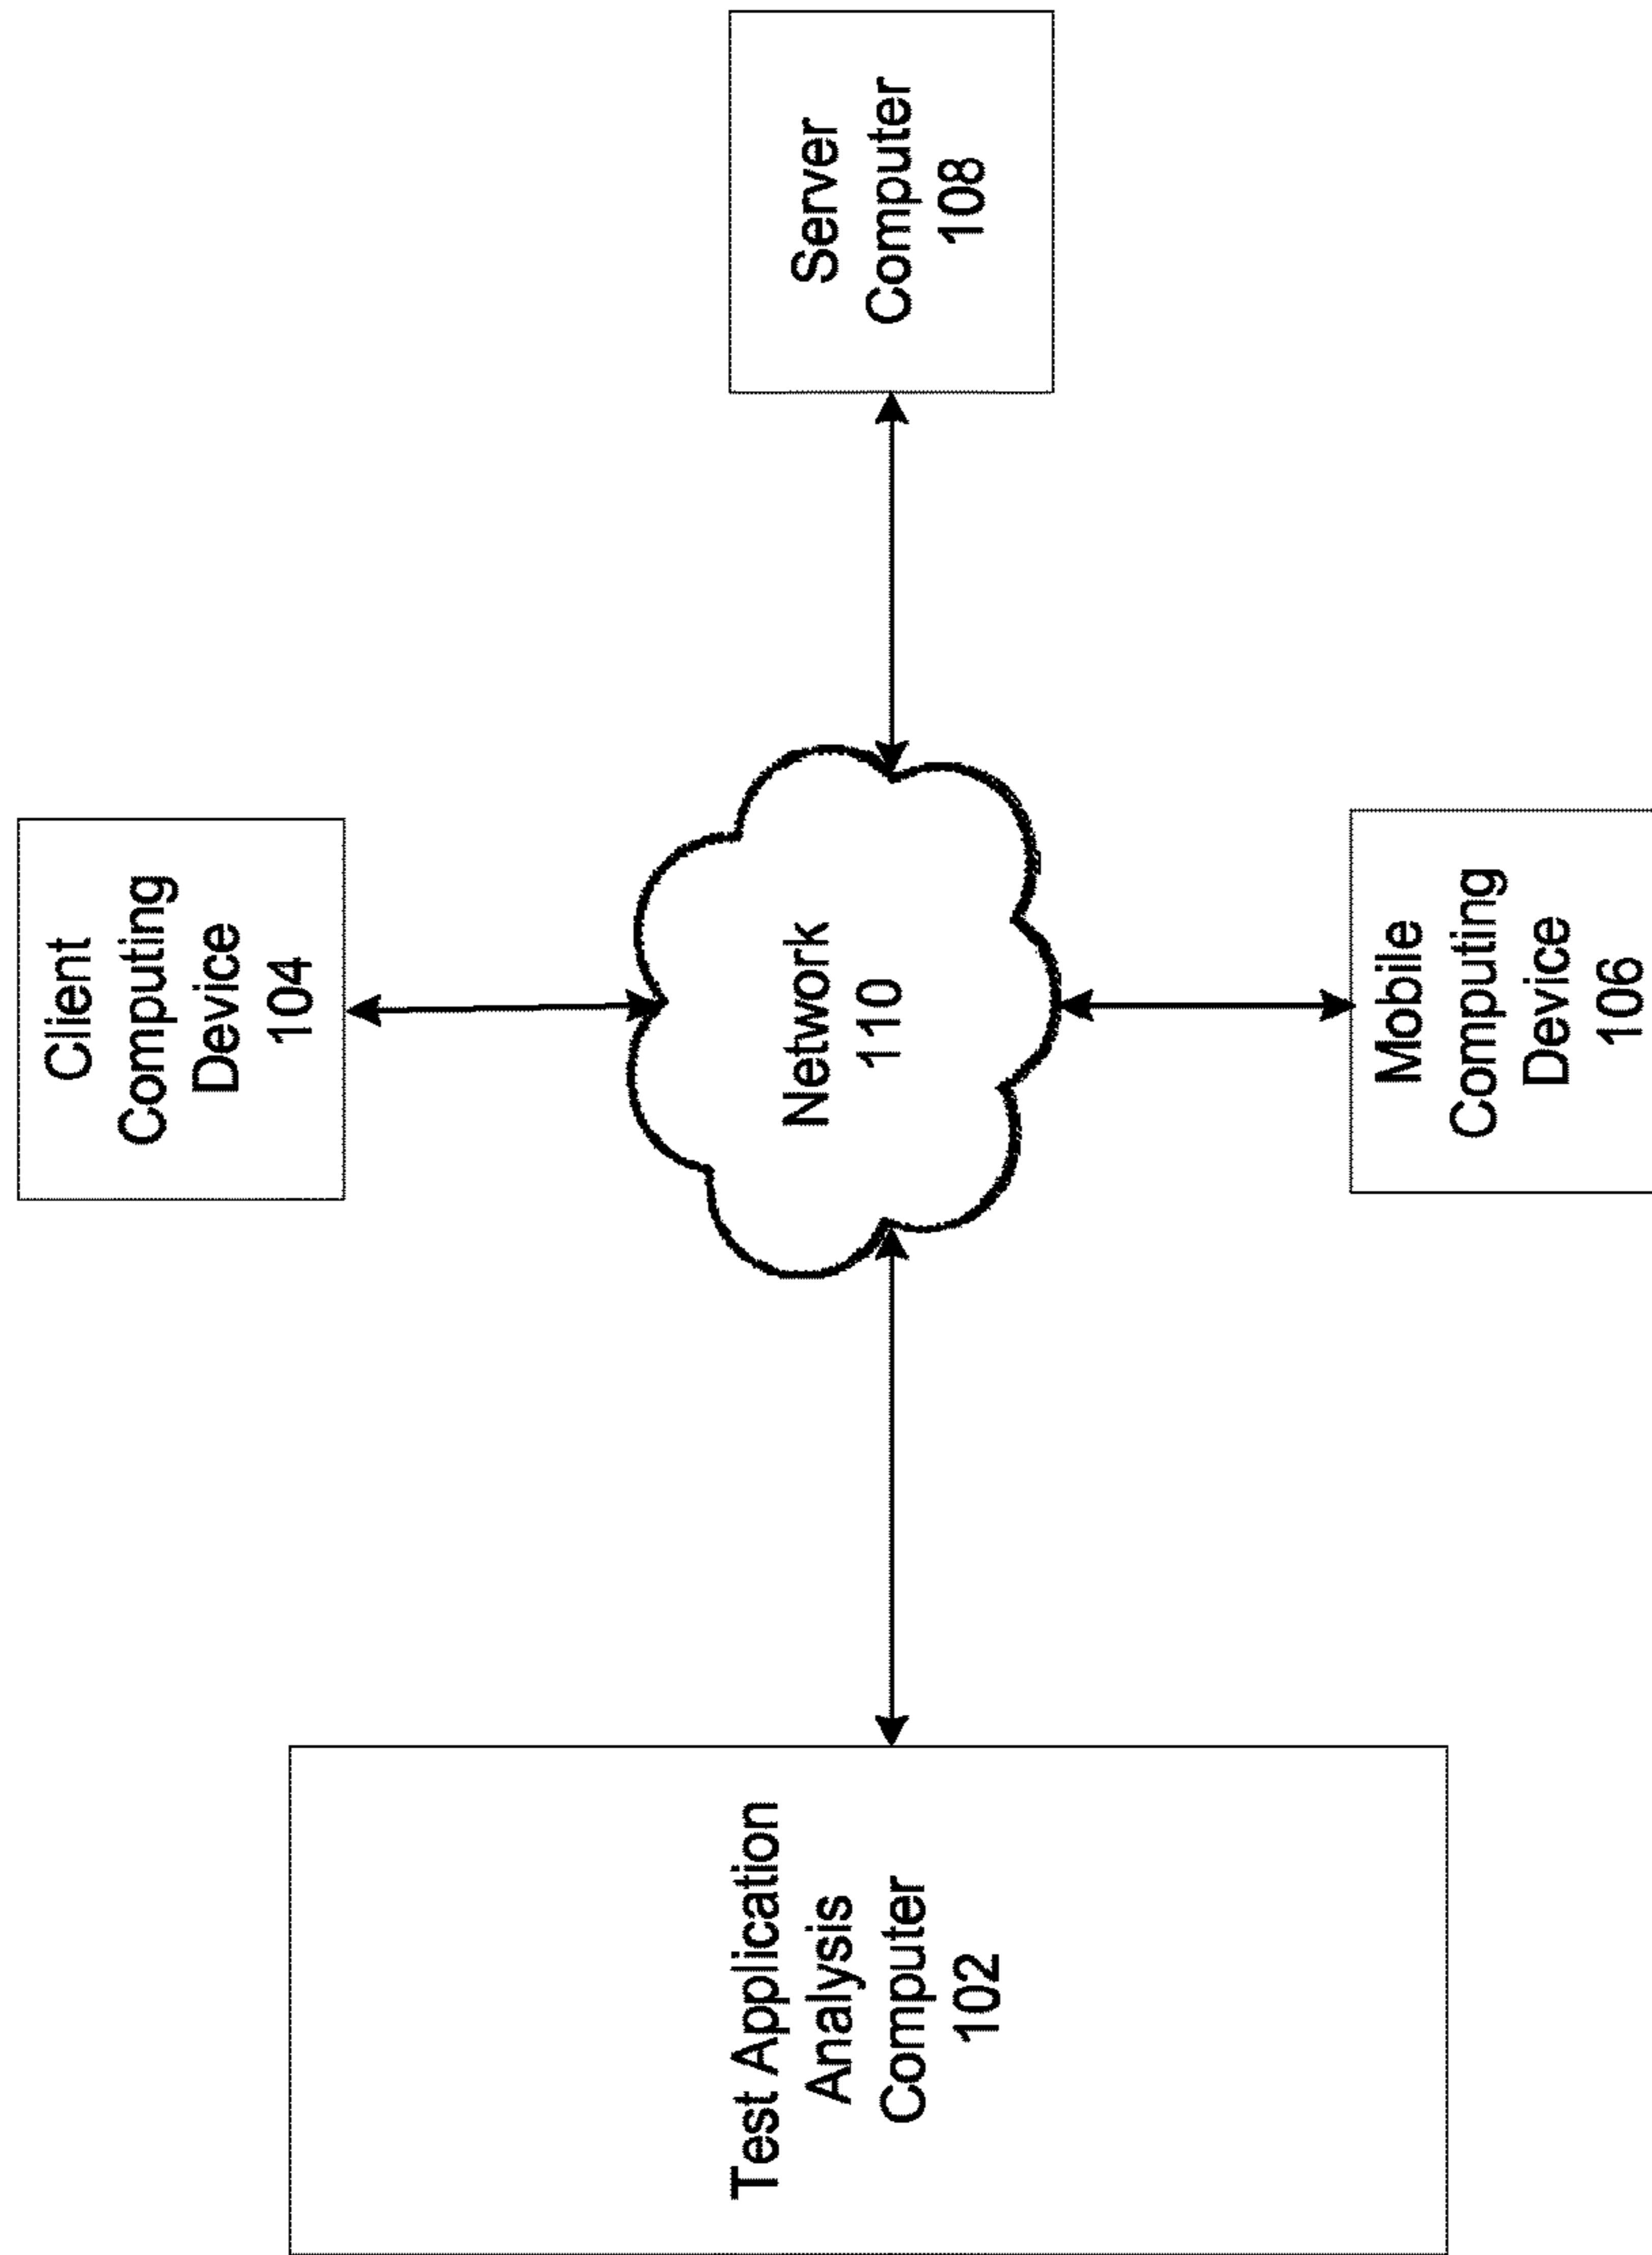 Client
Computing
Device
104
Test Application
Analysis
Computer
102
Network
110
Server
Computer
108
Mobile
Computing
Device
106